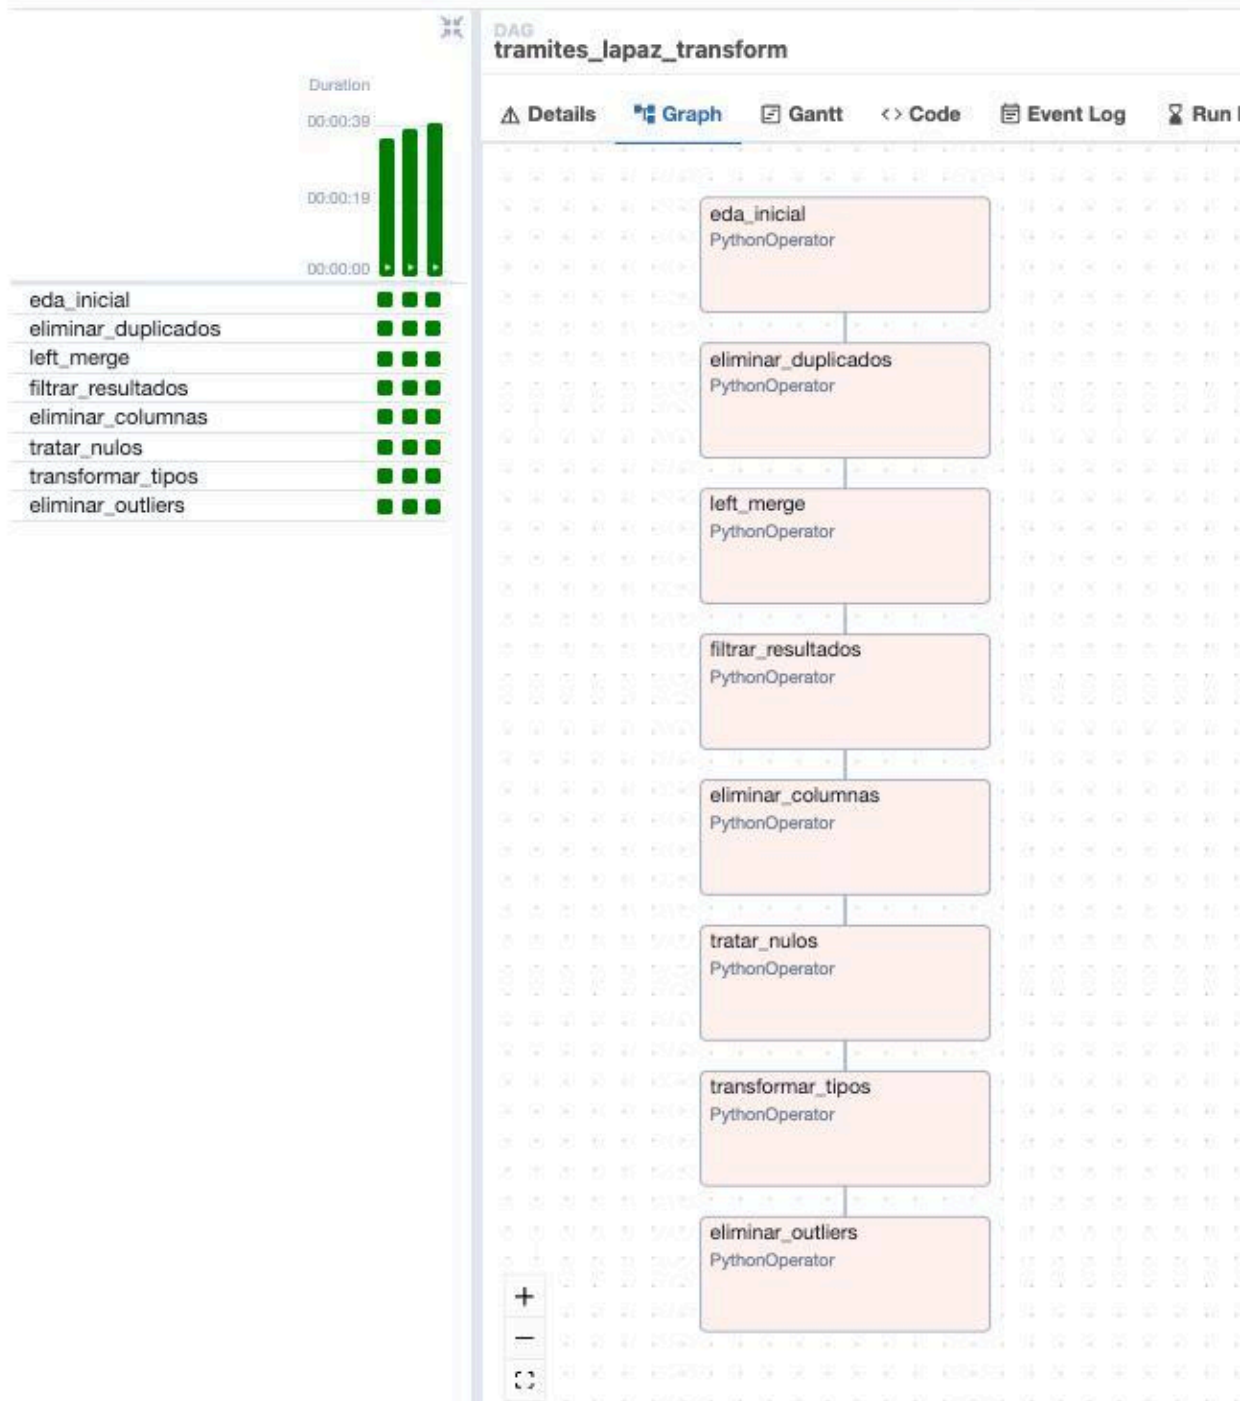 Duration
00:00:39
00:00:19
00:00:00
eda_inicial
eliminar_duplicados
left_merge
filtrar_resultados
eliminar_columnas
tratar_nulos
transformar_tipos
eliminar_outliers
DAG
tramites_lapaz_transform
Details Graph Gantt <> Code Event Log Run
eda_inicial
PythonOperator
eliminar_duplicados
PythonOperator
left_merge
PythonOperator
filtrar_resultados
PythonOperator
eliminar_columnas
PythonOperator
tratar_nulos
PythonOperator
transformar_tipos
PythonOperator
eliminar_outliers
PythonOperator